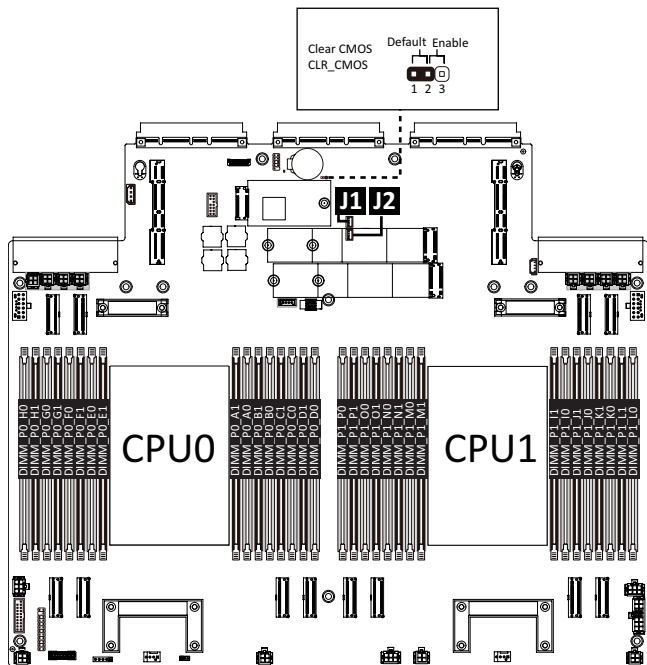 Clear CMOS
CLR_CMOS
Default Enable
1 2 3
J1 J2
DIMM_P0_H0
DIMM_P0_H1
DIMM_P0_G0
DIMM_P0_G1
DIMM_P0_F0
DIMM_P0_F1
DIMM_P0_E0
DIMM_P0_E1
CPU0
DIMM_P0_A1
DIMM_P0_A0
DIMM_P0_B1
DIMM_P0_B0
DIMM_P0_C1
DIMM_P0_C0
DIMM_P0_D1
DIMM_P0_D0
DIMM_P1_P0
DIMM_P1_P1
DIMM_P1_O0
DIMM_P1_O1
DIMM_P1_N0
DIMM_P1_N1
DIMM_P1_M0
DIMM_P1_M1
CPU1
DIMM_P1_I1
DIMM_P1_I0
DIMM_P1_J1
DIMM_P1_J0
DIMM_P1_K1
DIMM_P1_K0
DIMM_P1_L1
DIMM_P1_L0